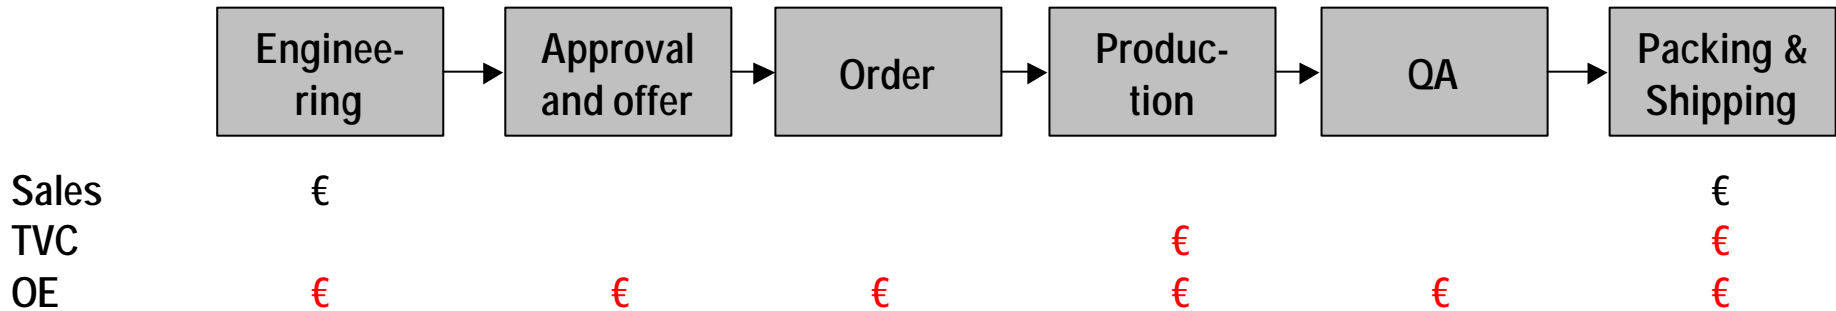 Enginee-
ring
Approval
and offer
Order
Produc-
tion
QA
Packing &
Shipping
Sales € €
TVC € €
OE € € € € € €